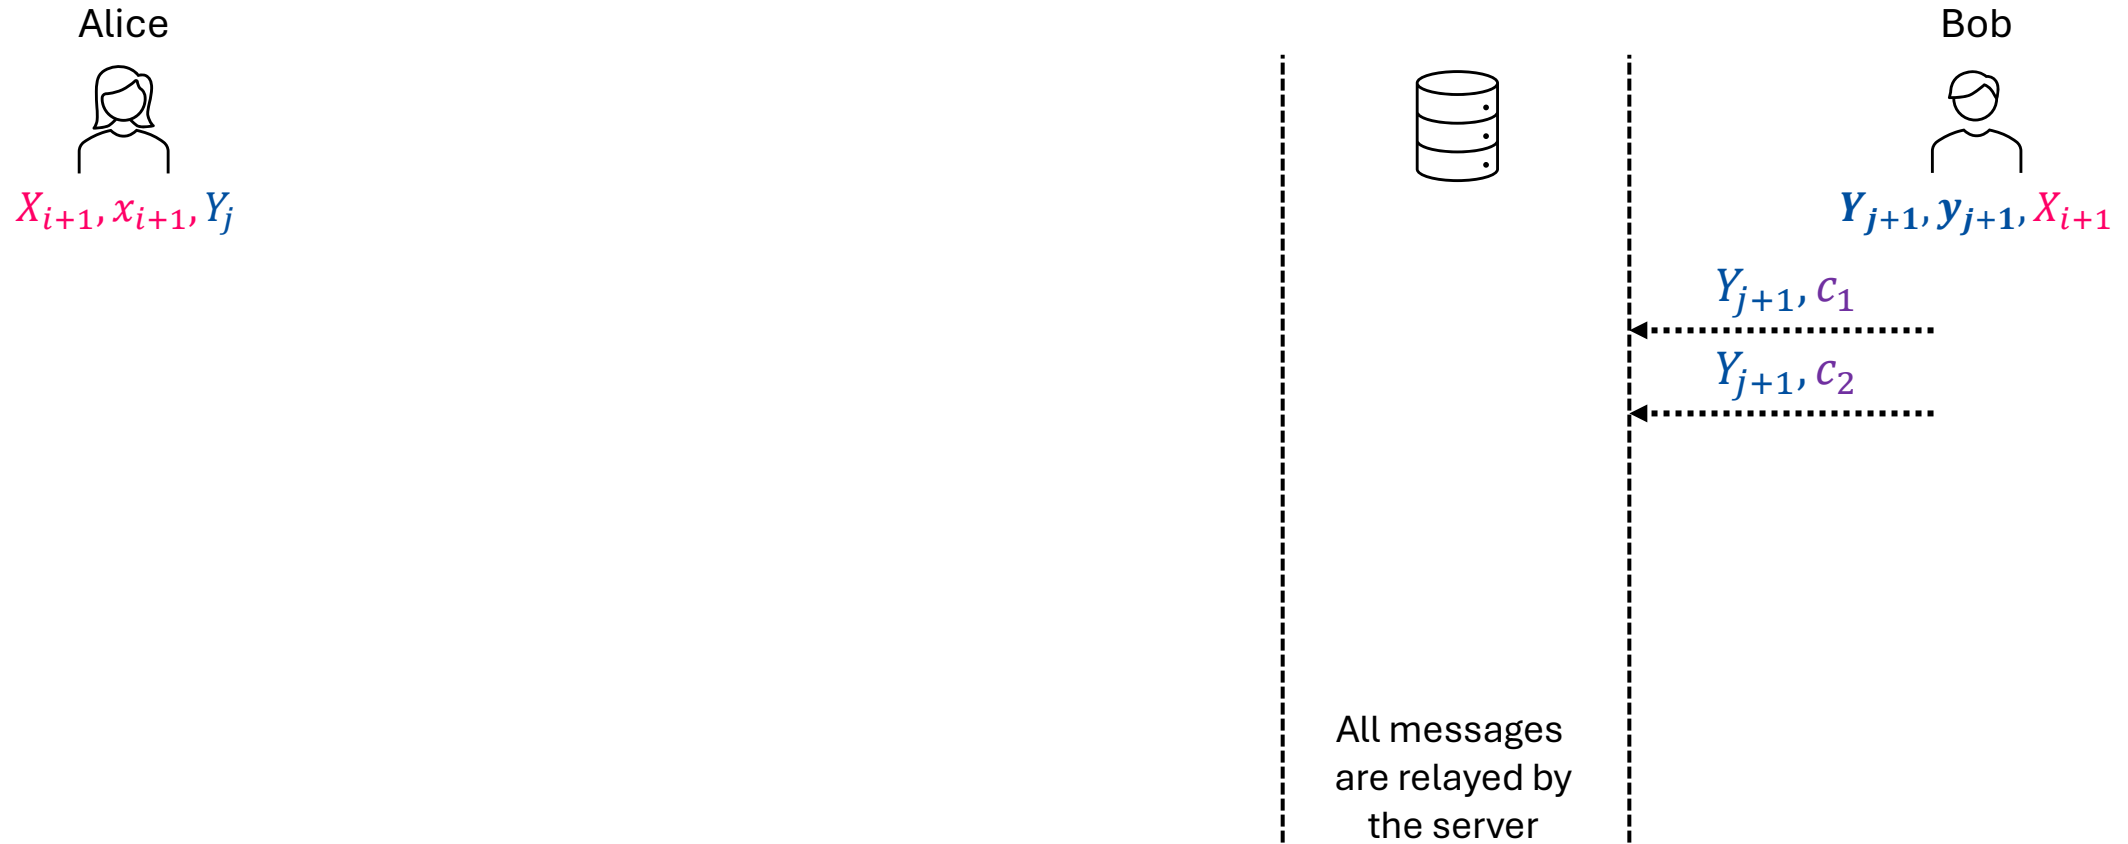 Alice
Bob
X_{i+1}, x_{i+1}, Y_j
Y_{j+1}, y_{j+1}, X_{i+1}
Y_{j+1}, c_1
Y_{j+1}, c_2
All messages
are relayed by
the server